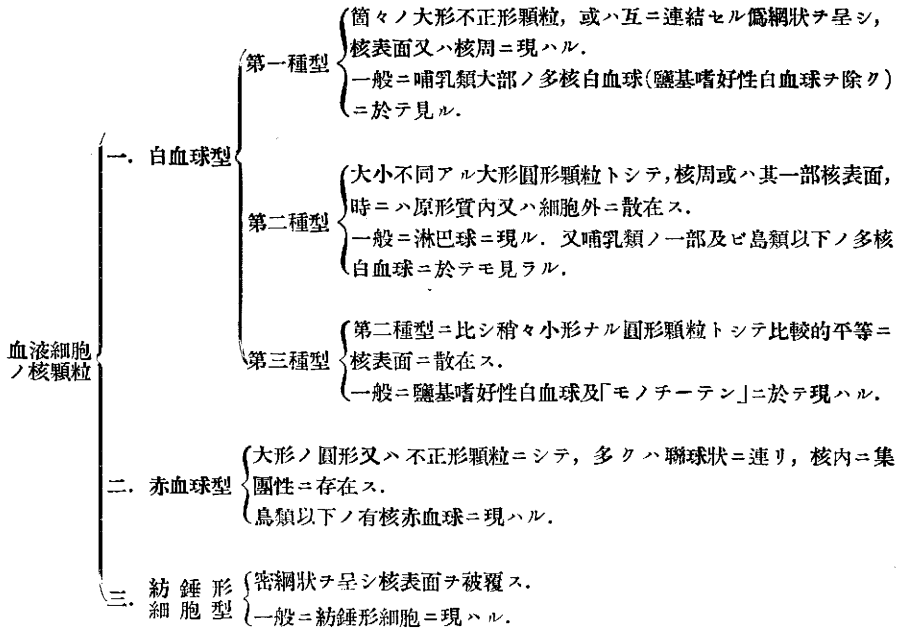 血液細胞
ノ核顆粒
一. 白血球型
第一種型
箇々ノ大形不正形顆粒, 或ハ互ニ連結セル僞網狀ヲ呈シ,
核表面又ハ核周ニ現ハル.
一般ニ哺乳類大部ノ多核白血球(鹽基嗜好性白血球ヲ除ク)
ニ於テ見ル.
第二種型
大小不同アル大形圓形顆粒トシテ, 核周或ハ其一部核表面,
時ニハ原形質內又ハ細胞外ニ散在ス.
一般ニ淋巴球ニ現ル. 又哺乳類ノ一部及ビ鳥類以下ノ多核
白血球ニ於テモ見ラル.
第三種型
第二種型ニ比シ稍々小形ナル圓形顆粒トシテ比較的平等ニ
核表面ニ散在ス.
一般ニ鹽基嗜好性白血球及「モノチーテン」ニ於テ現ハル.
二. 赤血球型
大形ノ圓形又ハ不正形顆粒ニシテ, 多クハ聯球狀ニ連リ, 核內ニ集
團性ニ存在ス.
鳥類以下ノ有核赤血球ニ現ハル.
三. 紡錘形
細胞型
密網狀ヲ呈シ核表面ヲ被覆ス.
一般ニ紡錘形細胞ニ現ハル.